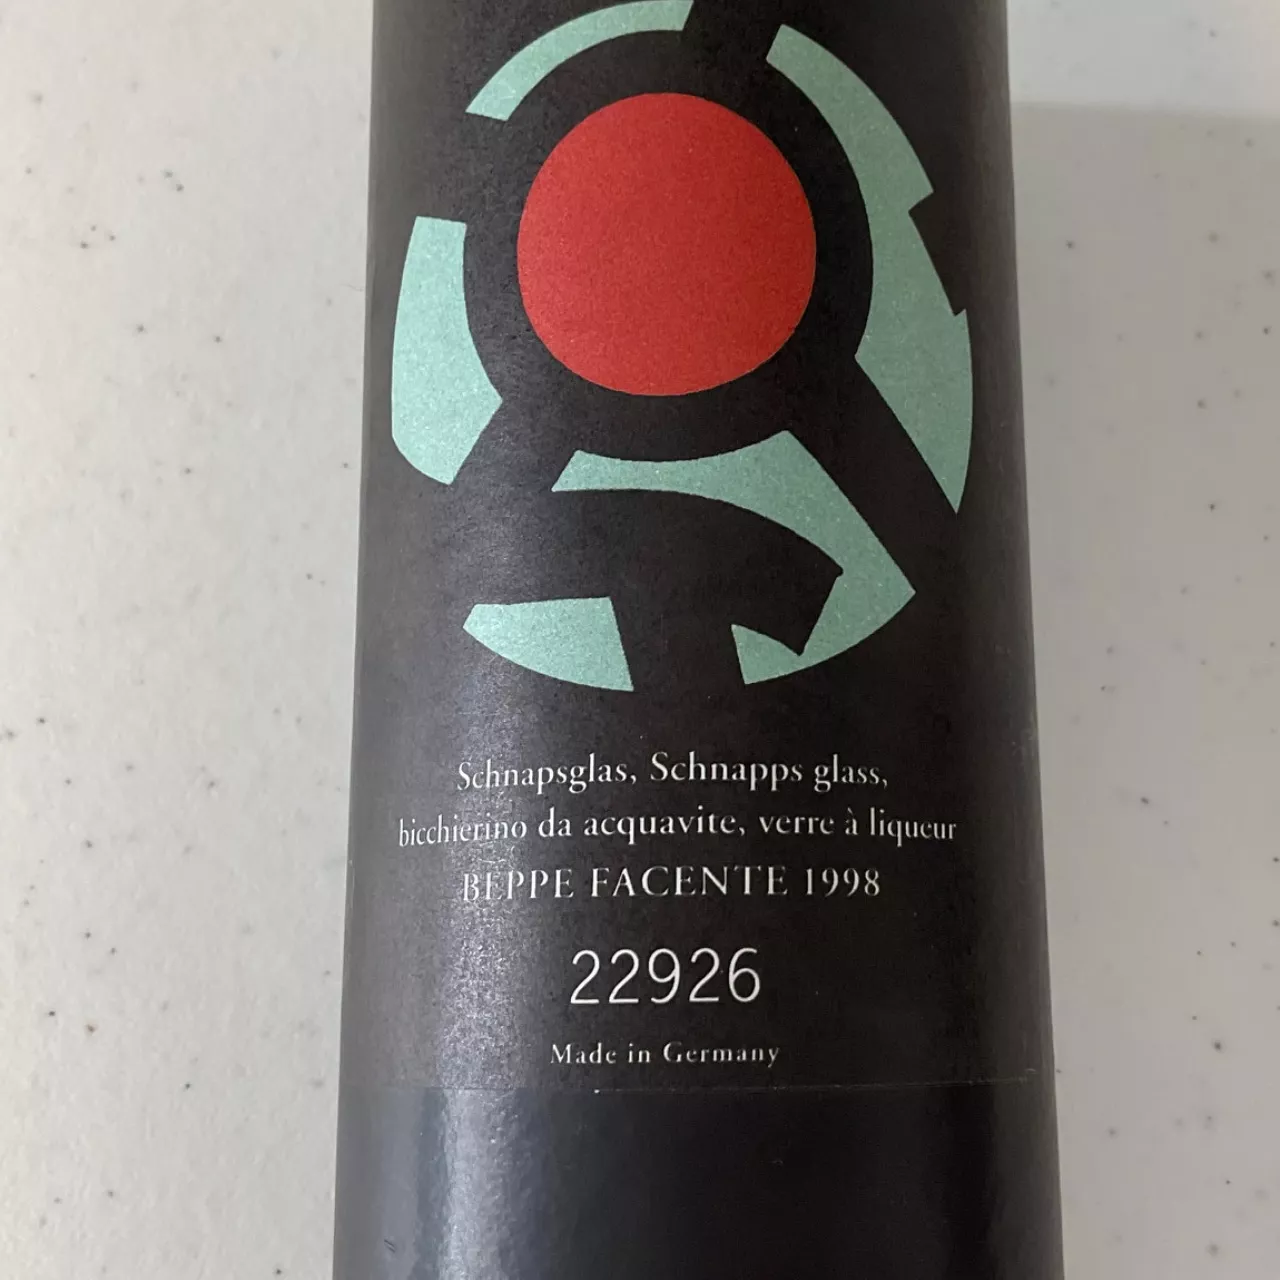 Schnapsglas, Schnapps glass,
bicchierino da acquavite, verre à liqueur
BEPPE FACENTE 1998
22926
Made in Germany